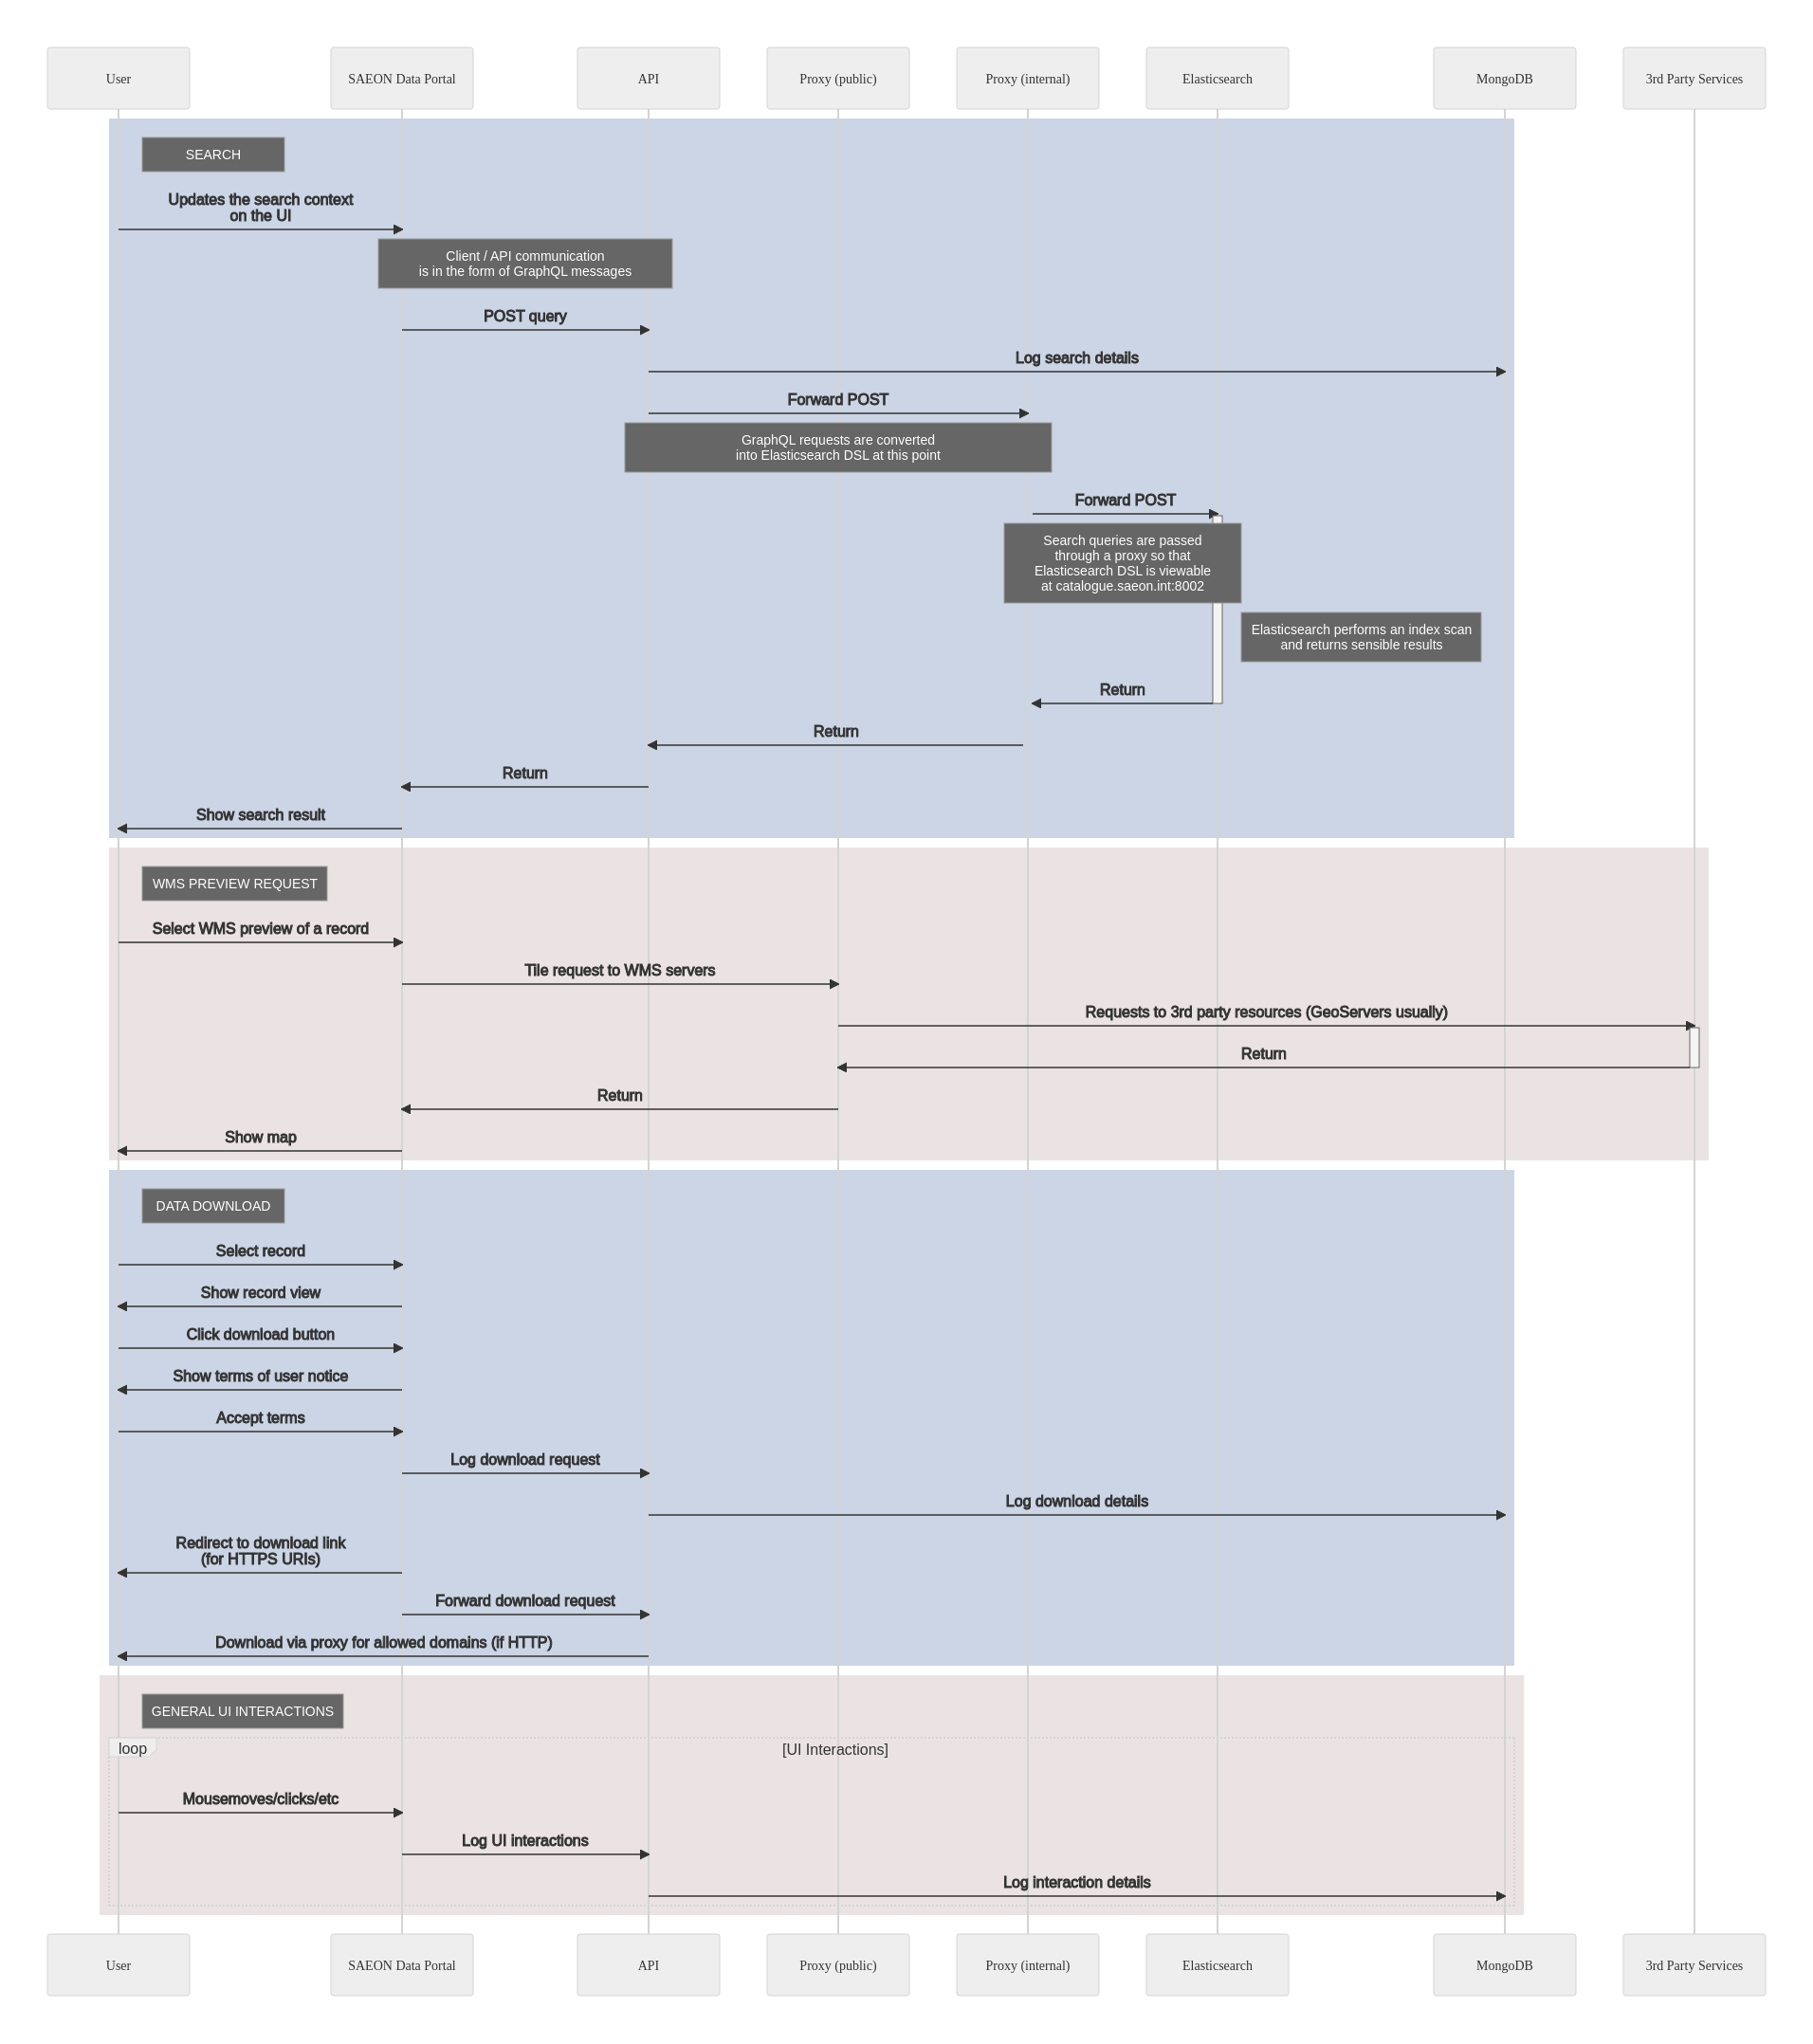 User
SAEON Data Portal
API
Proxy (public)
Proxy (internal)
Elasticsearch
MongoDB
3rd Party Services
SEARCH
Updates the search context
on the UI
Client / API communication
is in the form of GraphQL messages
POST query
Log search details
Forward POST
GraphQL requests are converted
into Elasticsearch DSL at this point
Forward POST
Search queries are passed
through a proxy so that
Elasticsearch DSL is viewable
at catalogue.saeon.int:8002
Elasticsearch performs an index scan
and returns sensible results
Return
Return
Return
Show search result
WMS PREVIEW REQUEST
Select WMS preview of a record
Tile request to WMS servers
Requests to 3rd party resources (GeoServers usually)
Return
Return
Show map
DATA DOWNLOAD
Select record
Show record view
Click download button
Show terms of user notice
Accept terms
Log download request
Log download details
Redirect to download link
(for HTTPS URIs)
Forward download request
Download via proxy for allowed domains (if HTTP)
GENERAL UI INTERACTIONS
loop
[UI Interactions]
Mousemoves/clicks/etc
Log UI interactions
Log interaction details
User
SAEON Data Portal
API
Proxy (public)
Proxy (internal)
Elasticsearch
MongoDB
3rd Party Services